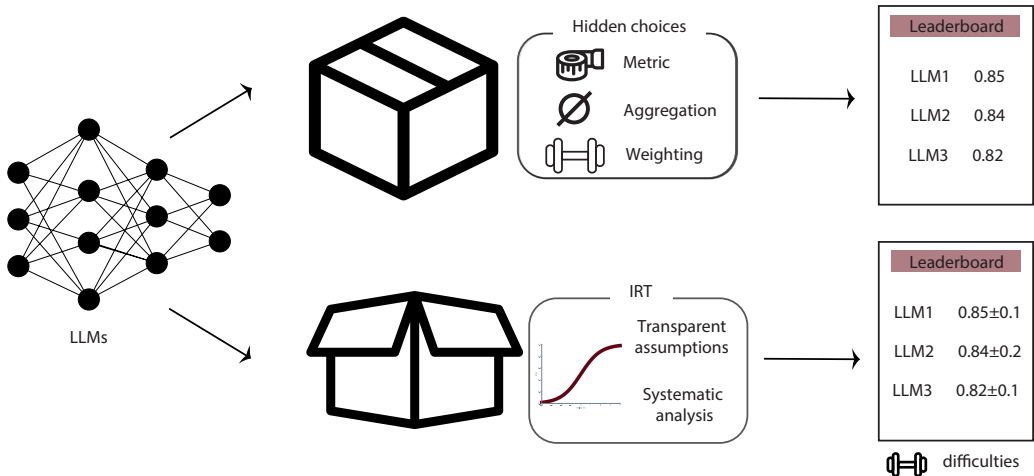 Hidden choices
Metric
Aggregation
Weighting
Leaderboard
LLM1 0.85
LLM2 0.84
LLM3 0.82
LLMs
IRT
Transparent
assumptions
Systematic
analysis
Leaderboard
LLM1 0.85±0.1
LLM2 0.84±0.2
LLM3 0.82±0.1
difficulties